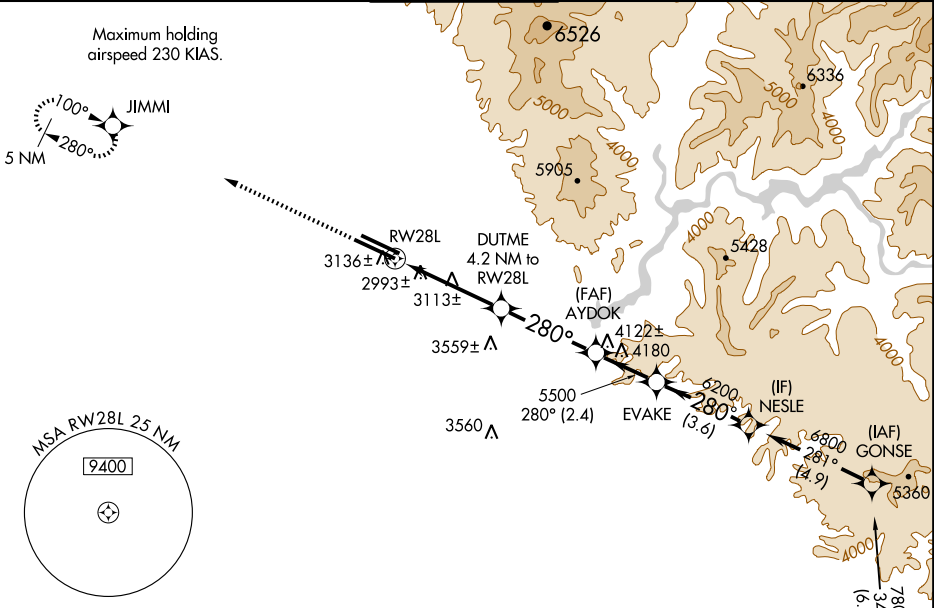 Maximum holding
airspeed 230 KIAS.
6526
6336
5000
5000
4000
100°
JIMMI
280°
5 NM
4000
5905
4000
5428
RW28L
DUTME
4.2 NM to
RW28L
3136±
2993±
3113±
(FAF)
AYDOK
280°
4122±
4180
3559±
4000
5500
280° (2.4)
EVAKE
6200
280°
(3.6)
(IF)
NESLE
3560
6800
281°
(4.9)
(IAF)
GONSE
5360
MSA RW28L 25 NM
9400
4000